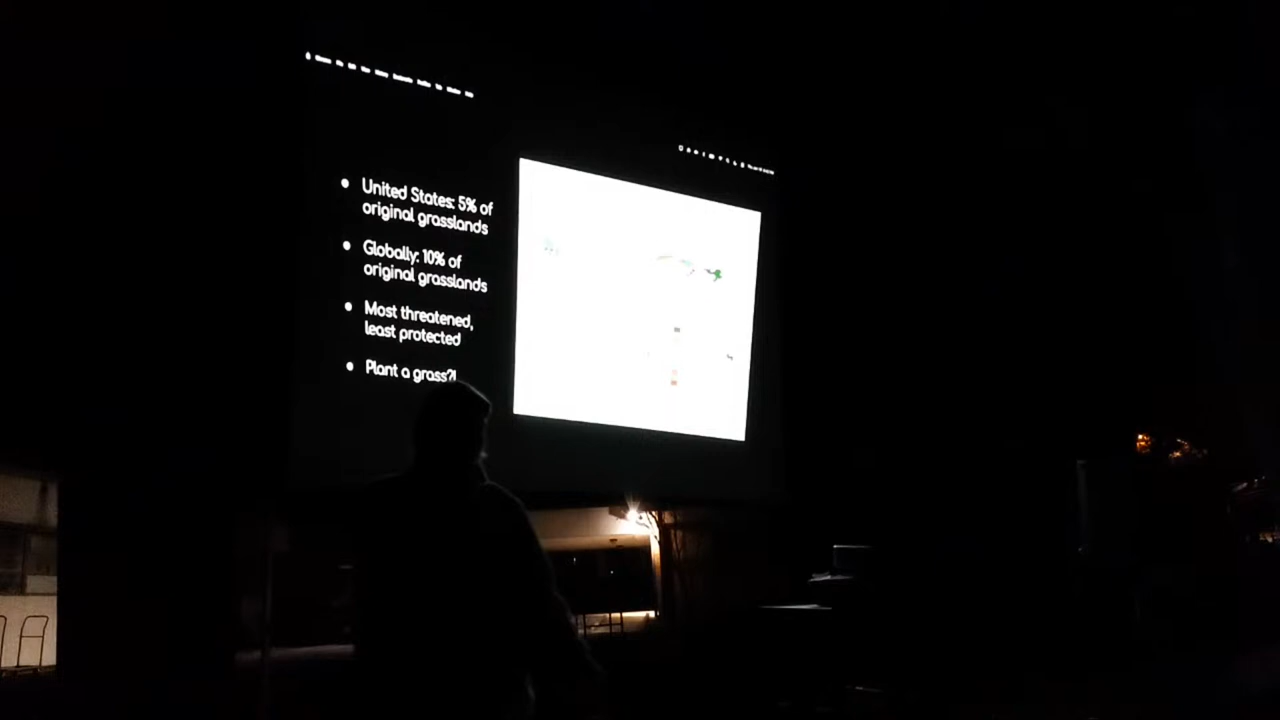 United States: 5% of
original grasslands
Globally: 10% of
original grasslands
Most threatened,
least protected
Plant a grass?!